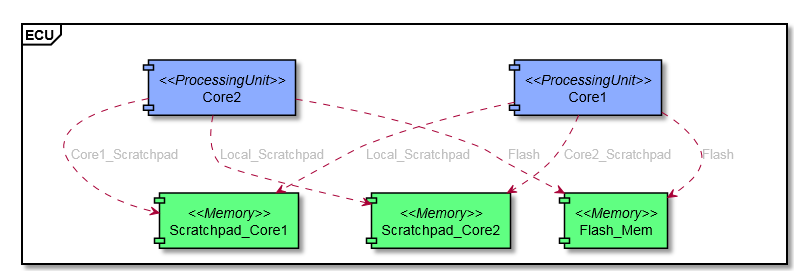 ECU
<<ProcessingUnit>>
Core2
<<ProcessingUnit>>
Core1
Core1_Scratchpad
Local_Scratchpad
Local_Scratchpad
Flash
Core2_Scratchpad
Flash
<<Memory>>
Scratchpad_Core1
<<Memory>>
Scratchpad_Core2
<<Memory>>
Flash_Mem